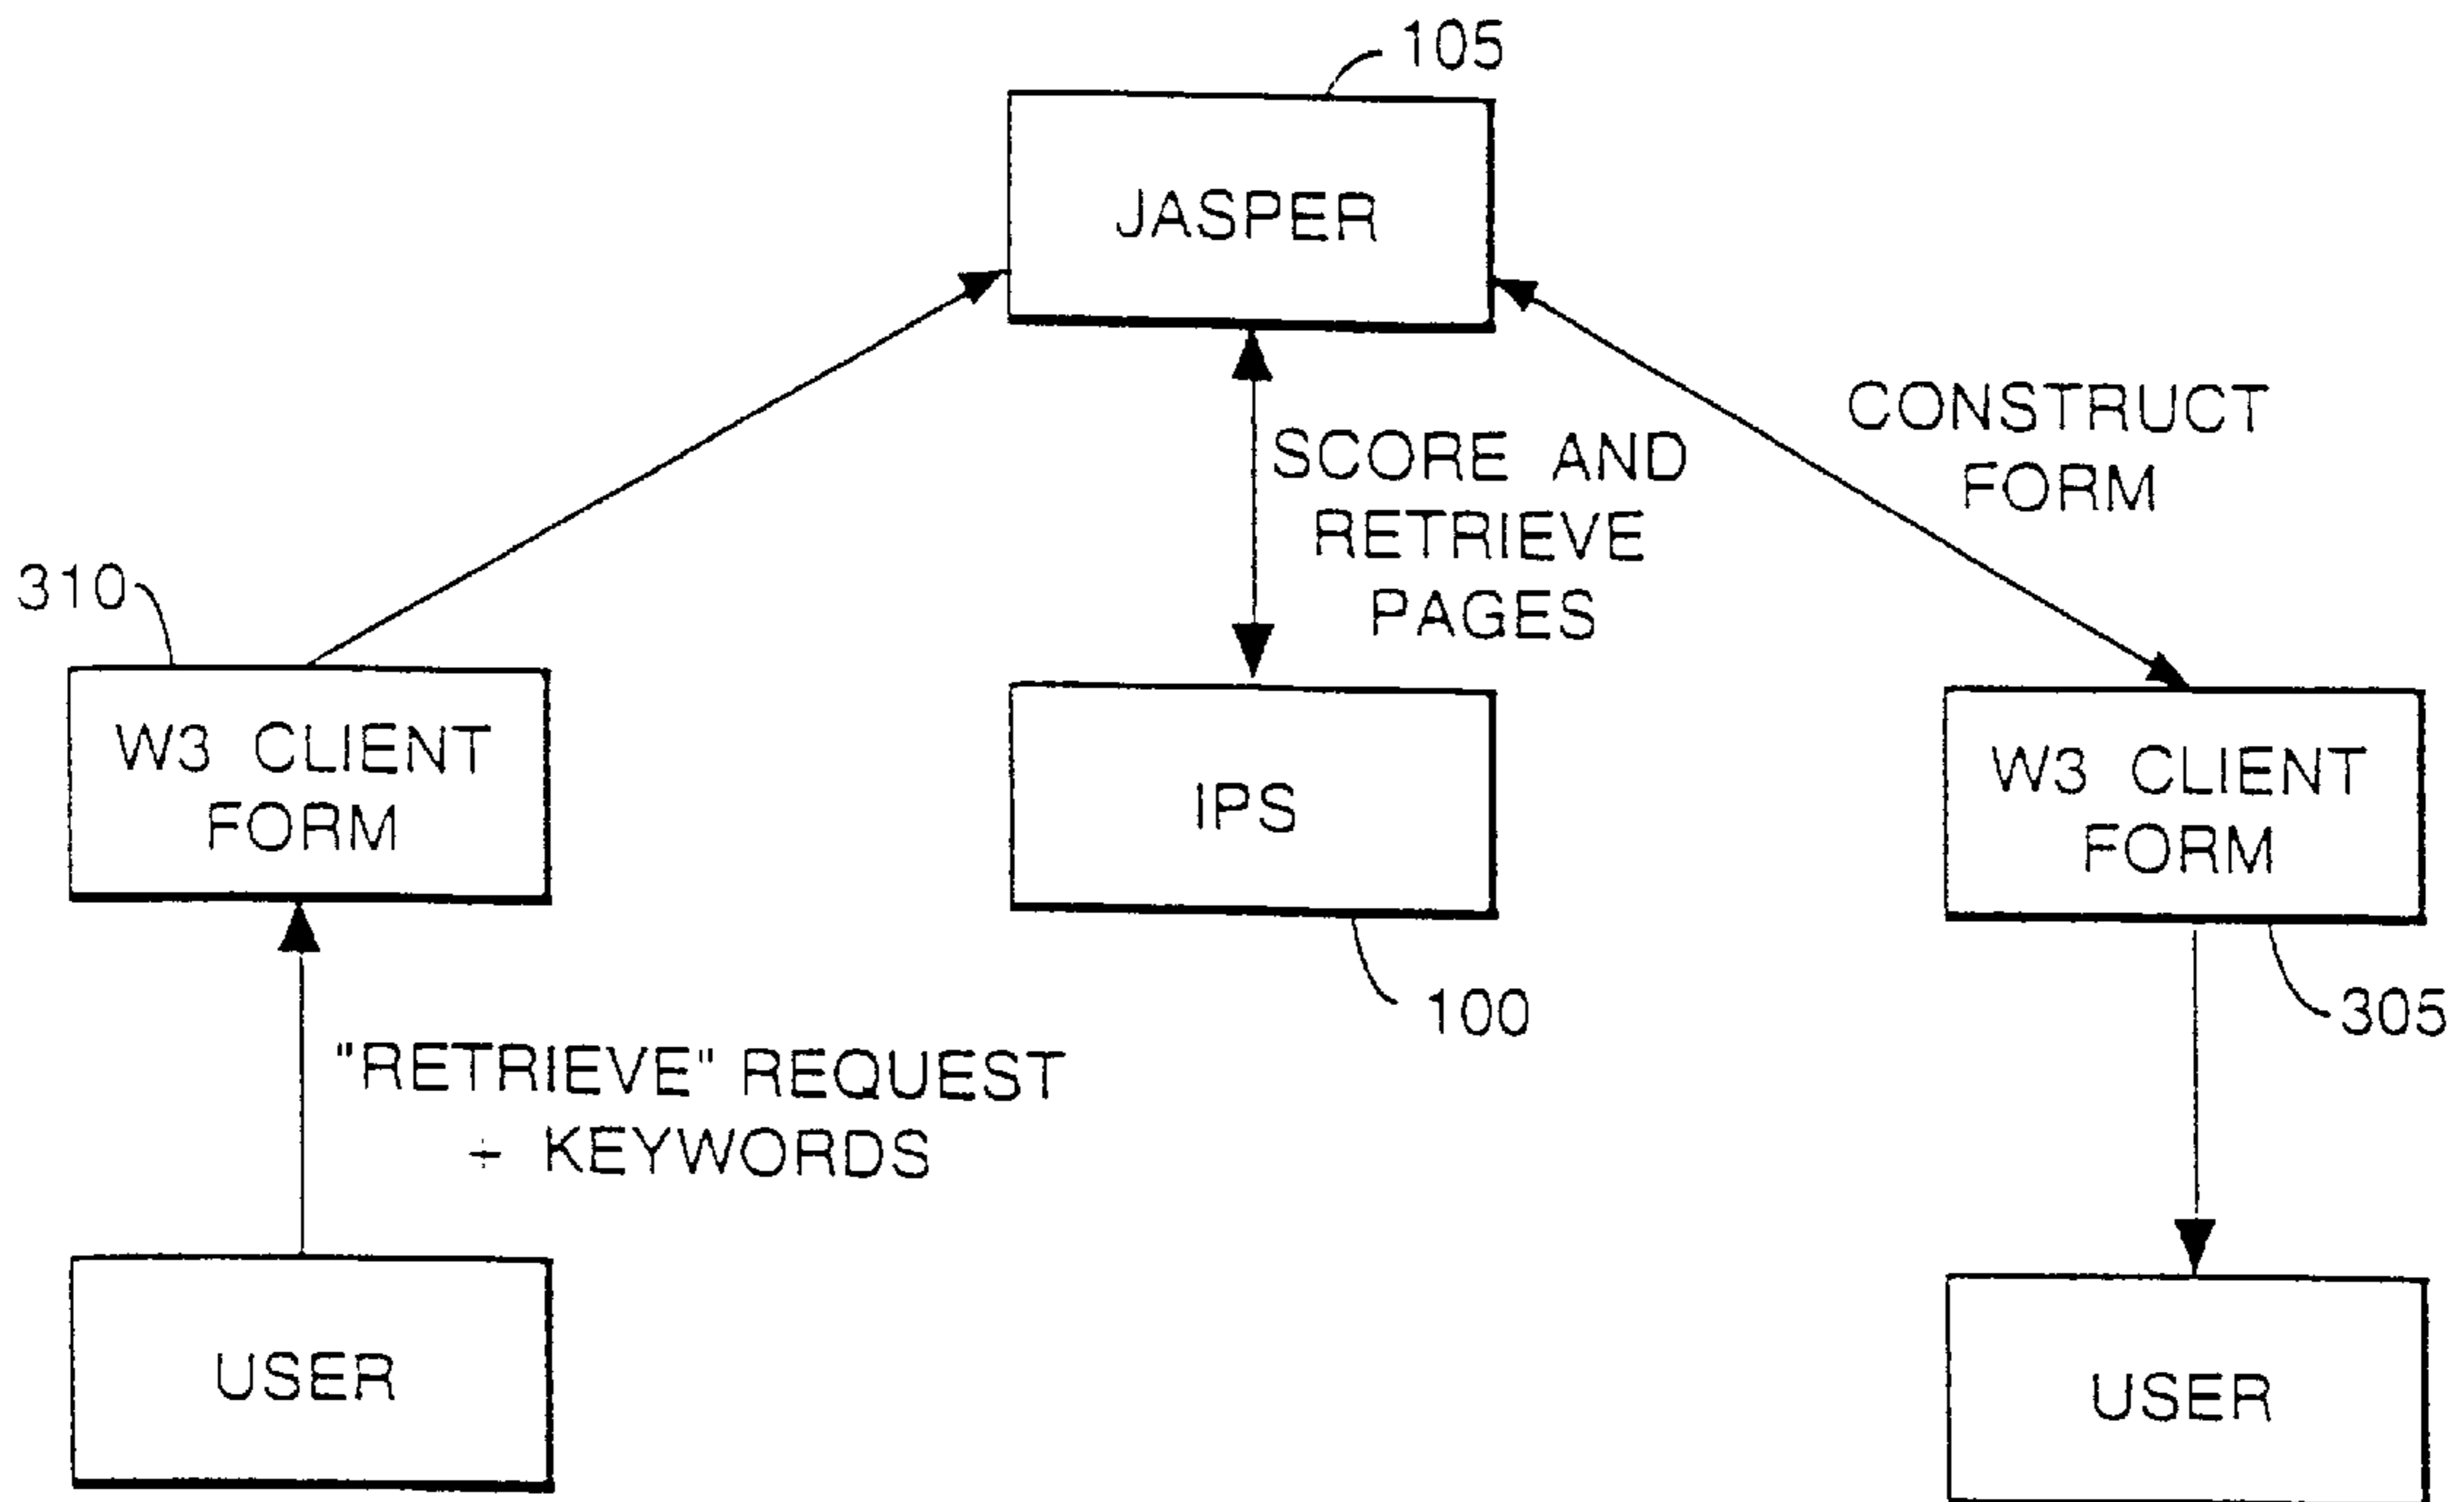 105
JASPER
CONSTRUCT
FORM
SCORE AND
RETRIEVE
PAGES
310
W3 CLIENT
FORM
IPS
W3 CLIENT
FORM
100
305
"RETRIEVE" REQUEST
+ KEYWORDS
USER
USER